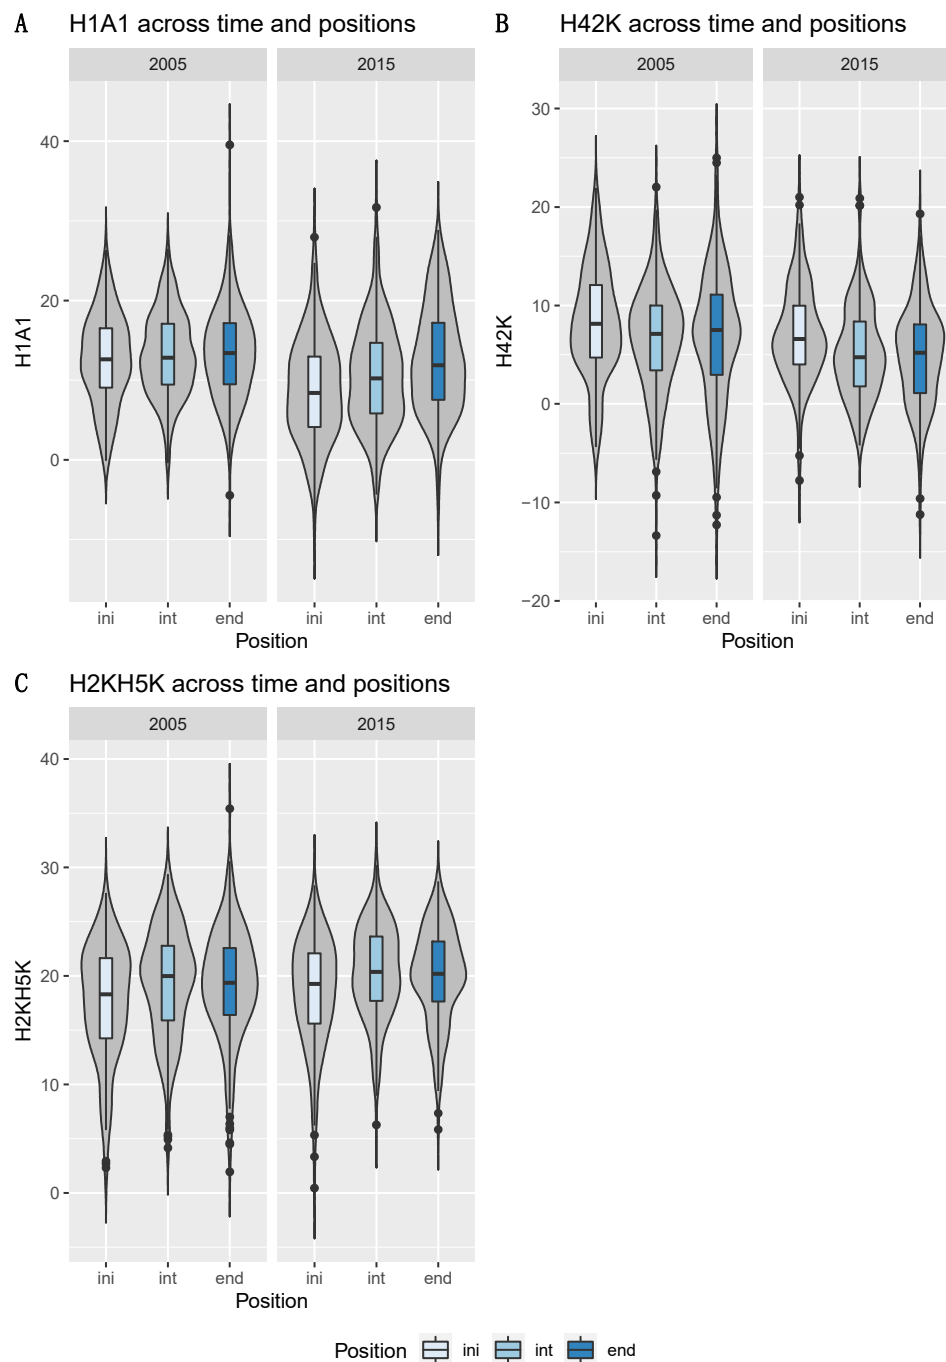 A H1A1 across time and positions
2005 2015
40
20
0
H1A1
ini int end ini int end
Position
B H42K across time and positions
2005 2015
30
20
10
0
−10
−20
H42K
ini int end ini int end
Position
C H2KH5K across time and positions
2005 2015
40
30
20
10
0
H2KH5K
ini int end ini int end
Position
Position ini int end